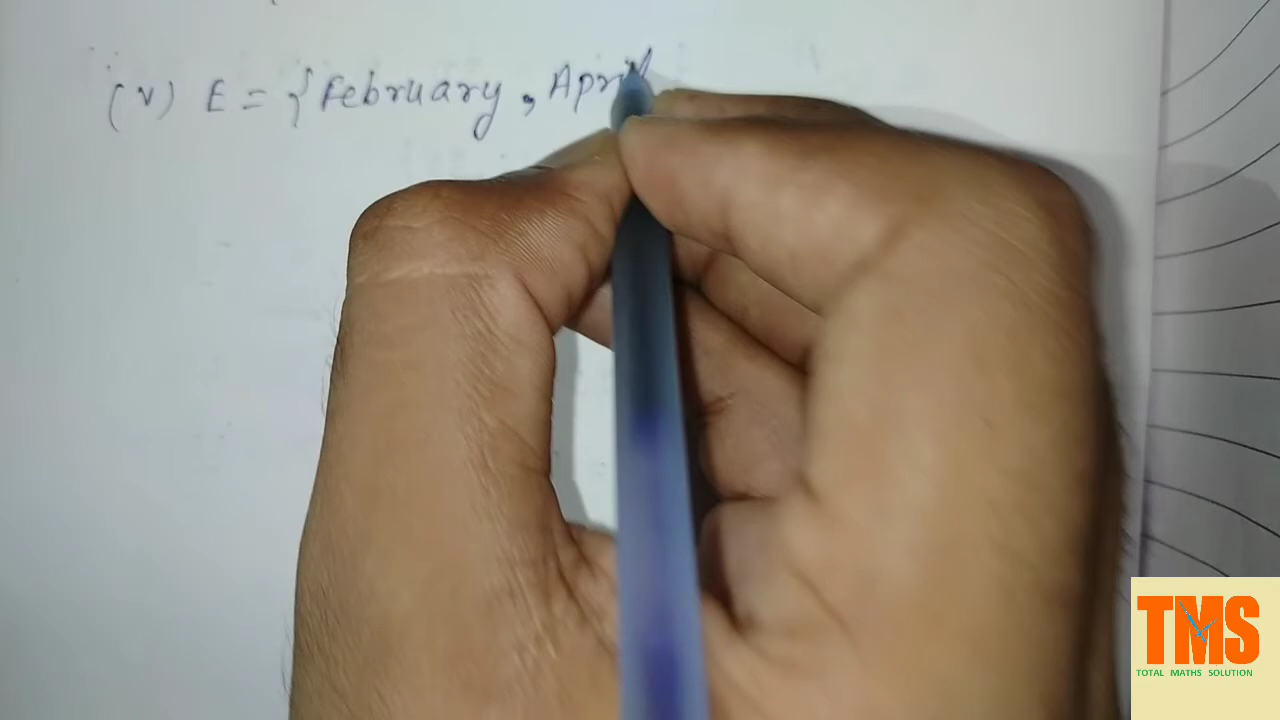 (v) E = { February , April
TMS
TOTAL MATHS SOLUTION